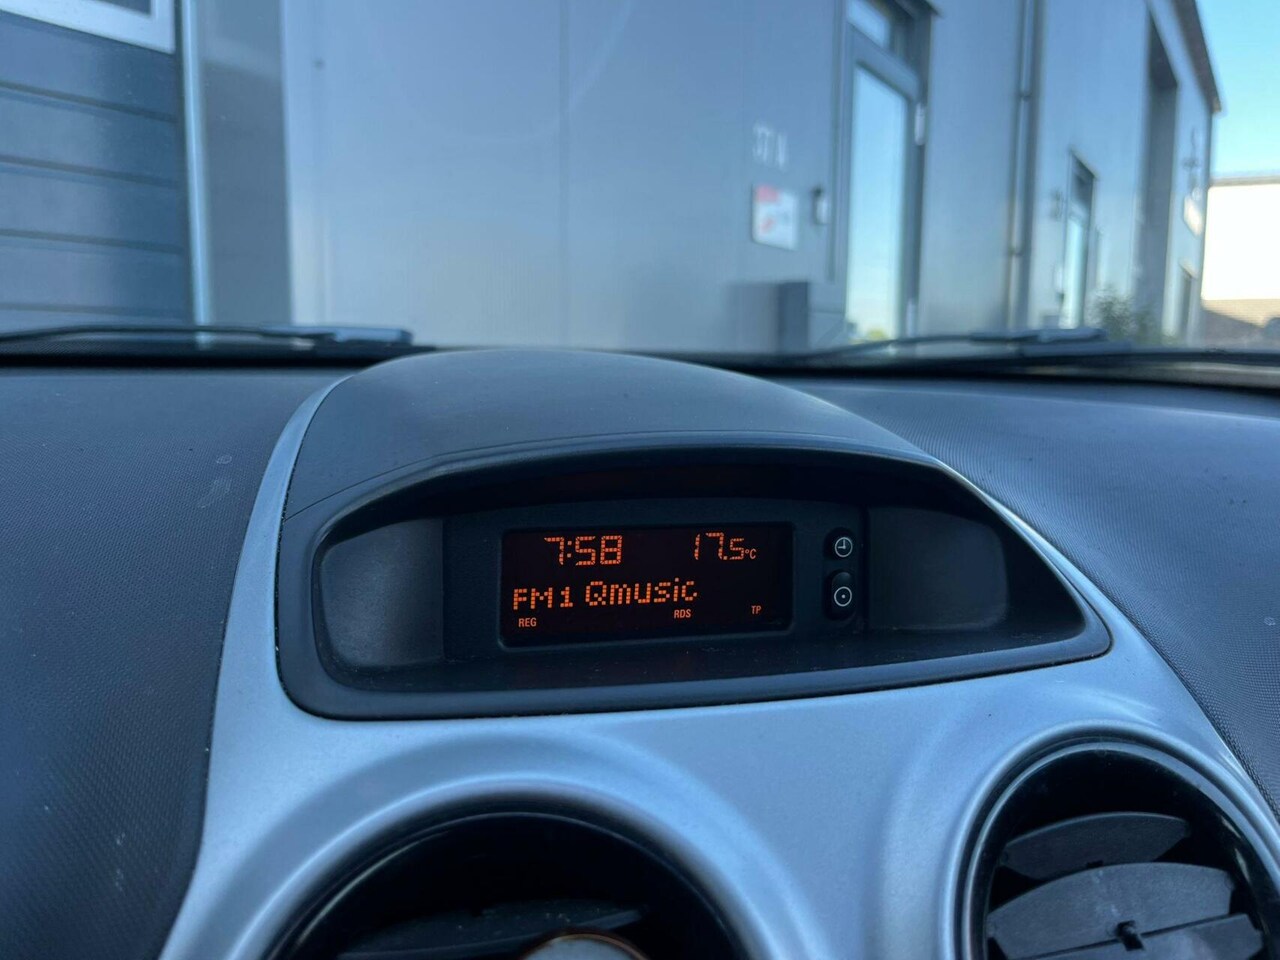 7:58 17.5°C
FM1 Qmusic
REG RDS TP